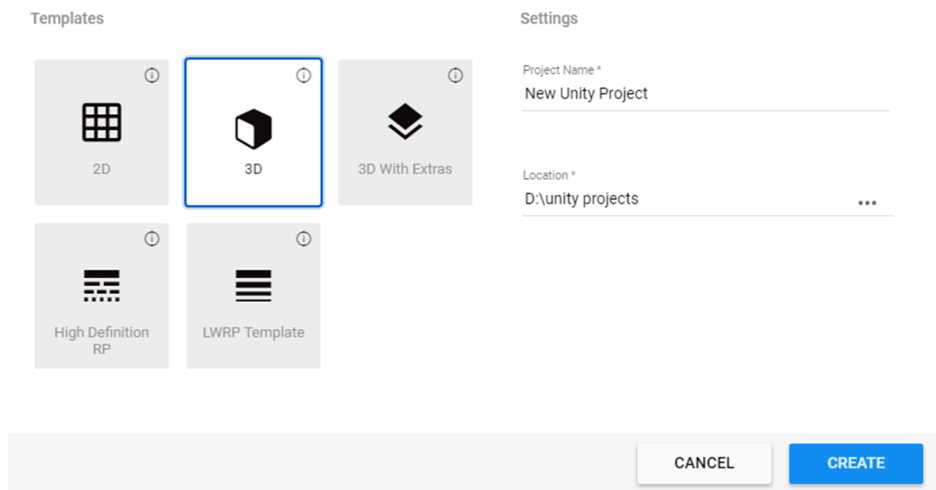 Templates
Settings
2D
3D
3D With Extras
High Definition
RP
LWRP Template
Project Name *
New Unity Project
Location *
D:\unity projects
CANCEL
CREATE